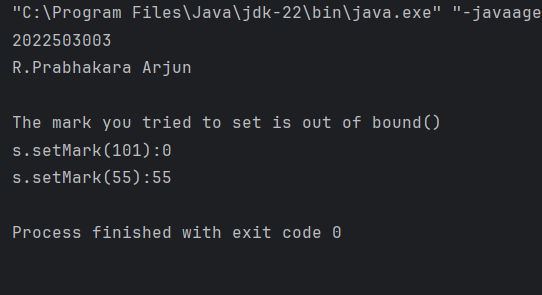 "C:\Program Files\Java\jdk-22\bin\java.exe" "-javaage
2022503003
R.Prabhakara Arjun
The mark you tried to set is out of bound()
s.setMark(101):0
s.setMark(55):55
Process finished with exit code 0